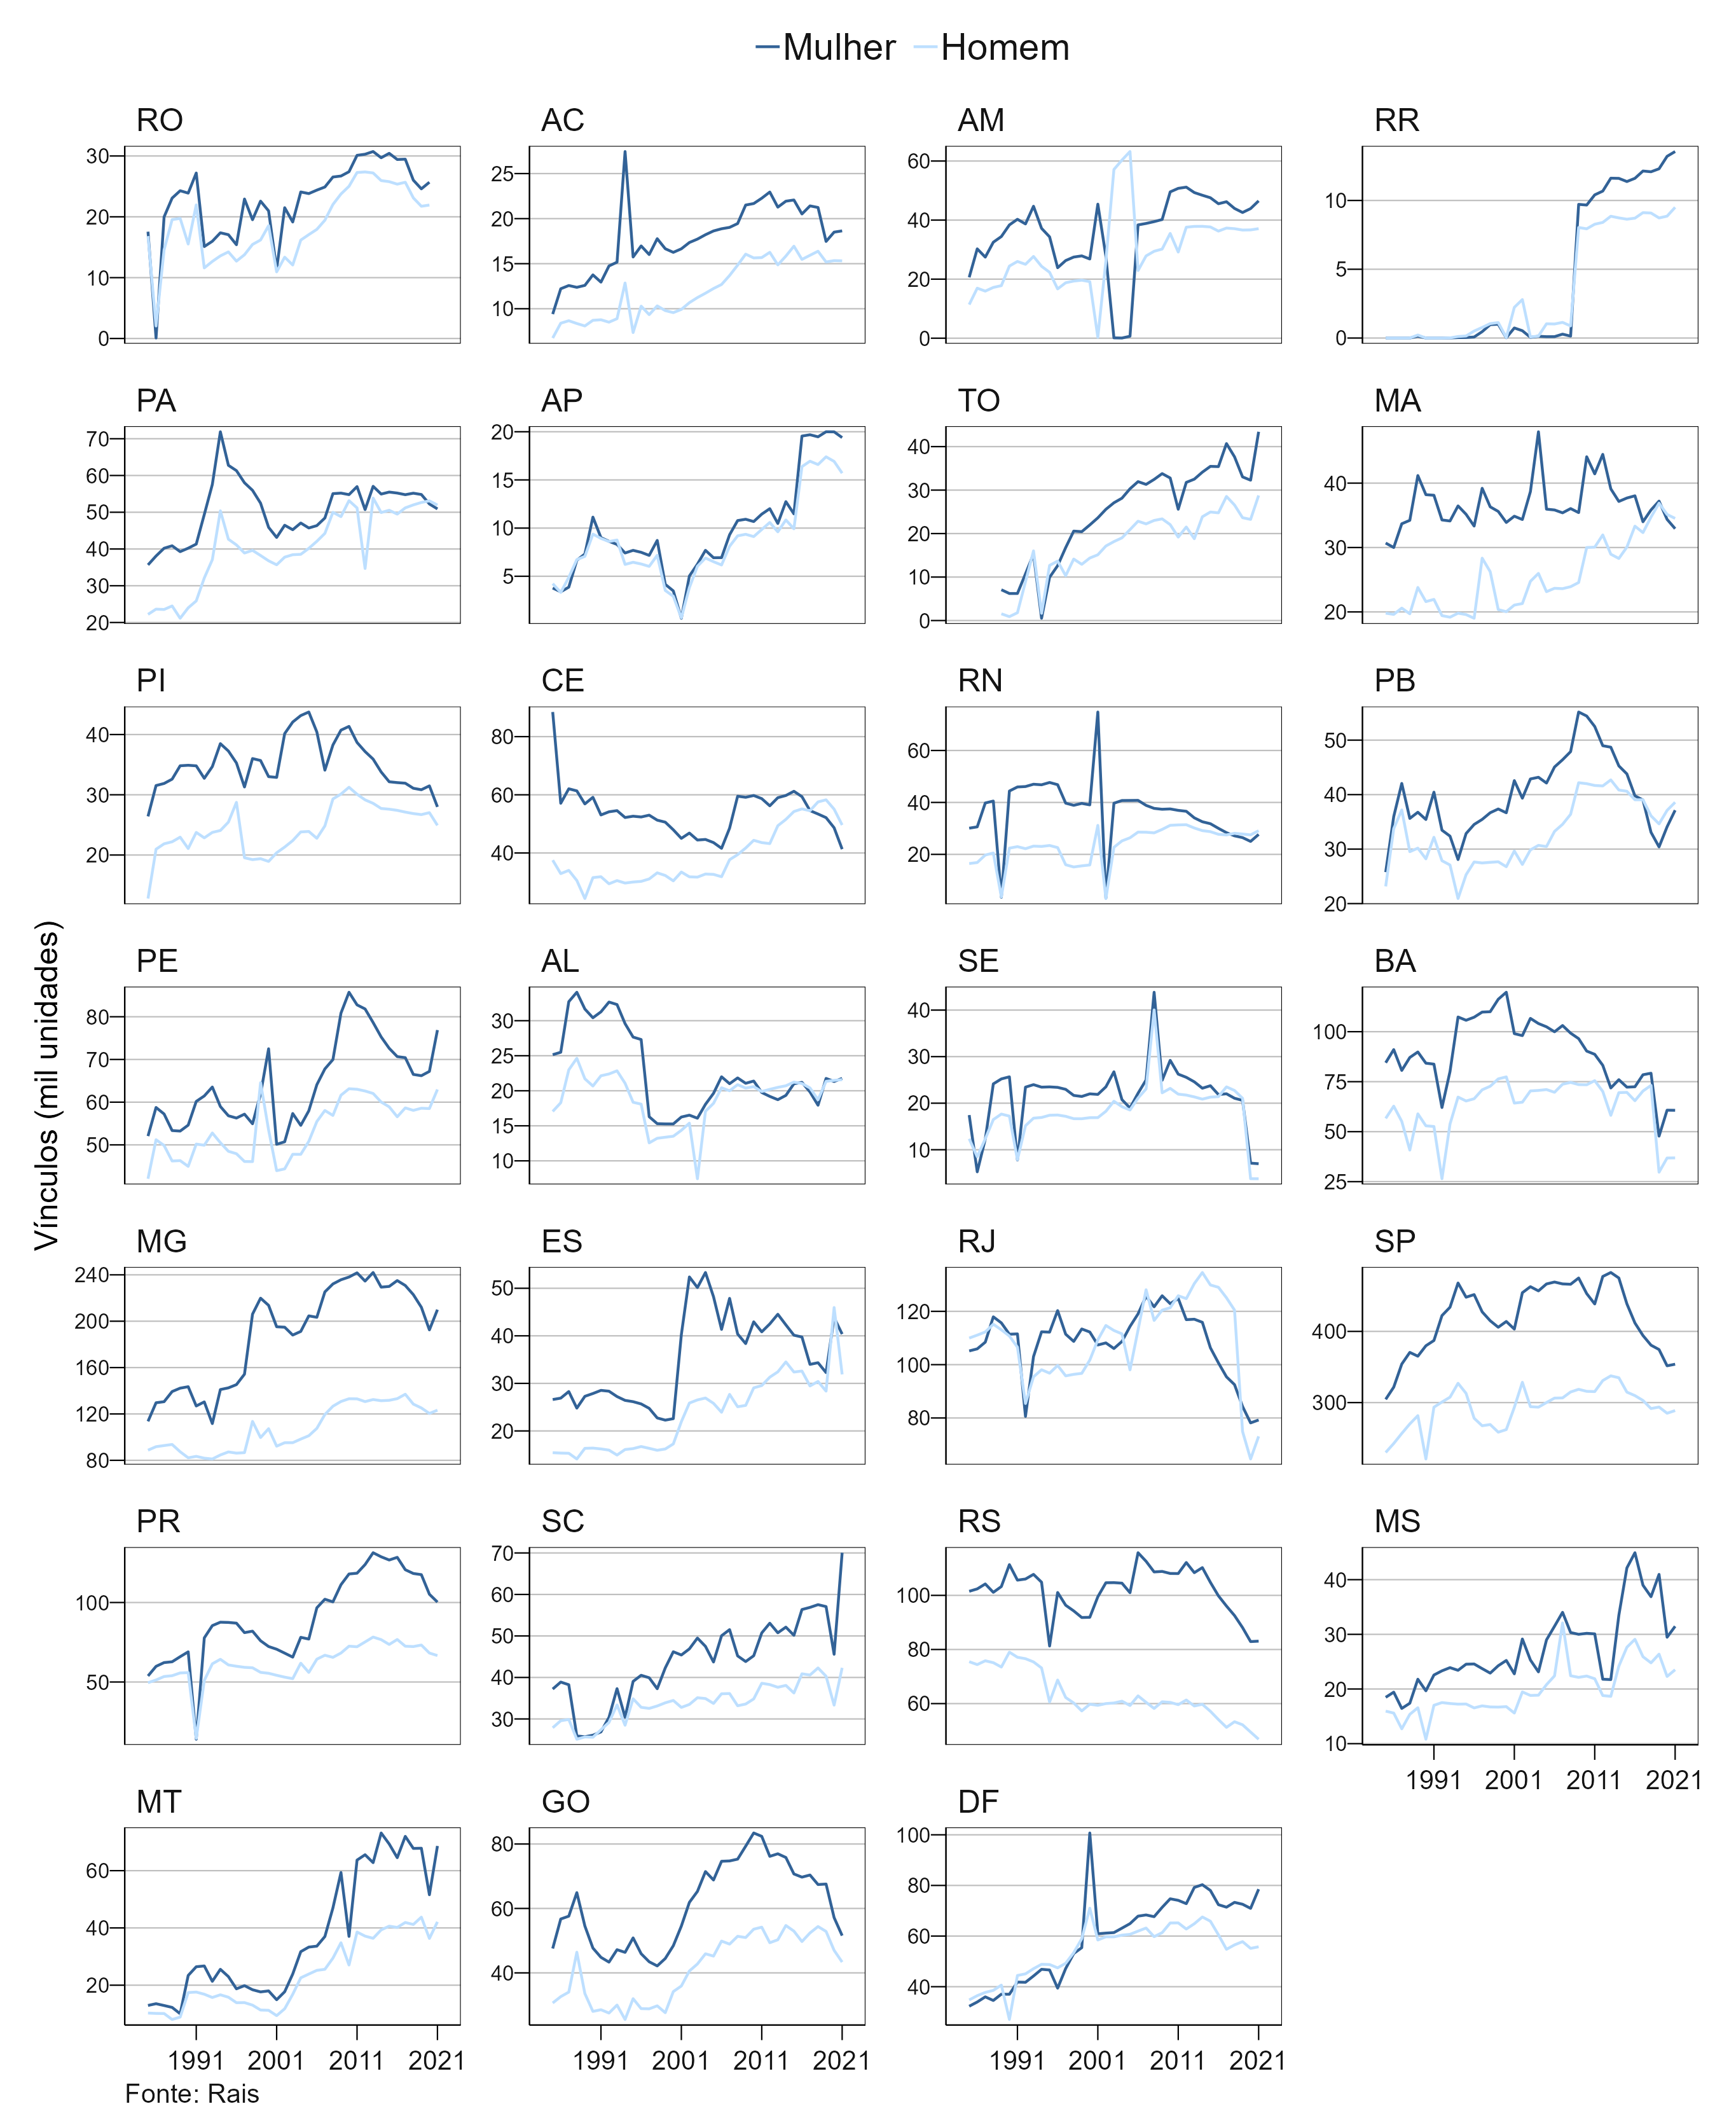 Mulher Homem
RO AC AM RR
30 20 10 0
25 20 15 10
60 40 20 0
10 5 0
PA AP TO MA
70 60 50 40 30 20
20 15 10 5
40 30 20 10 0
40 30 20
PI CE RN PB
40 30 20
80 60 40
60 40 20
50 40 30 20
Vínculos (mil unidades)
PE AL SE BA
80 70 60 50
30 25 20 15 10
40 30 20 10
100 75 50 25
MG ES RJ SP
240 200 160 120 80
50 40 30 20
120 100 80
400 300
PR SC RS MS
100 50
70 60 50 40 30
100 80 60
40 30 20 10
1991 2001 2011 2021
MT GO DF
60 40 20
80 60 40
100 80 60 40
1991 2001 2011 2021
1991 2001 2011 2021
1991 2001 2011 2021
Fonte: Rais